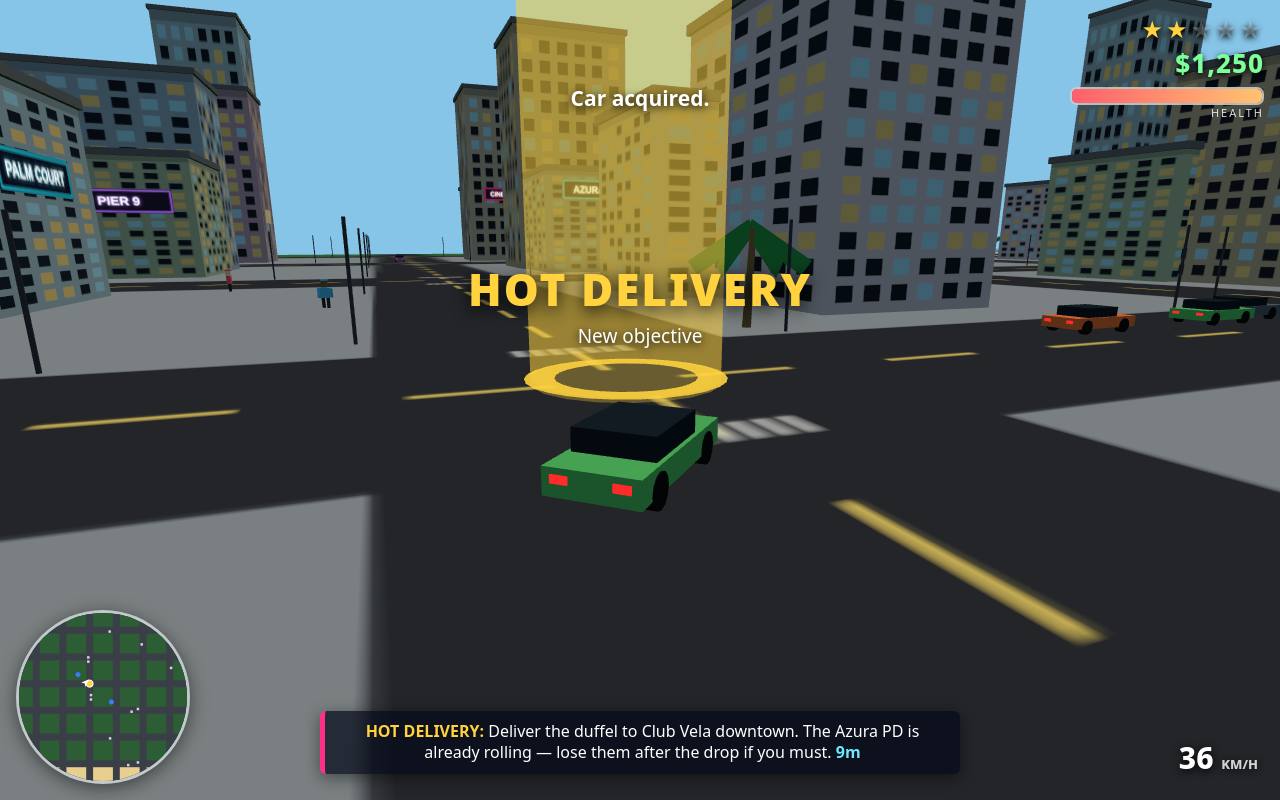 $1,250
HEALTH
Car acquired.
PALM COURT
PIER 9
CIN
AZURA
HOT DELIVERY
New objective
HOT DELIVERY: Deliver the duffel to Club Vela downtown. The Azura PD is
already rolling — lose them after the drop if you must. 9m
36 KM/H